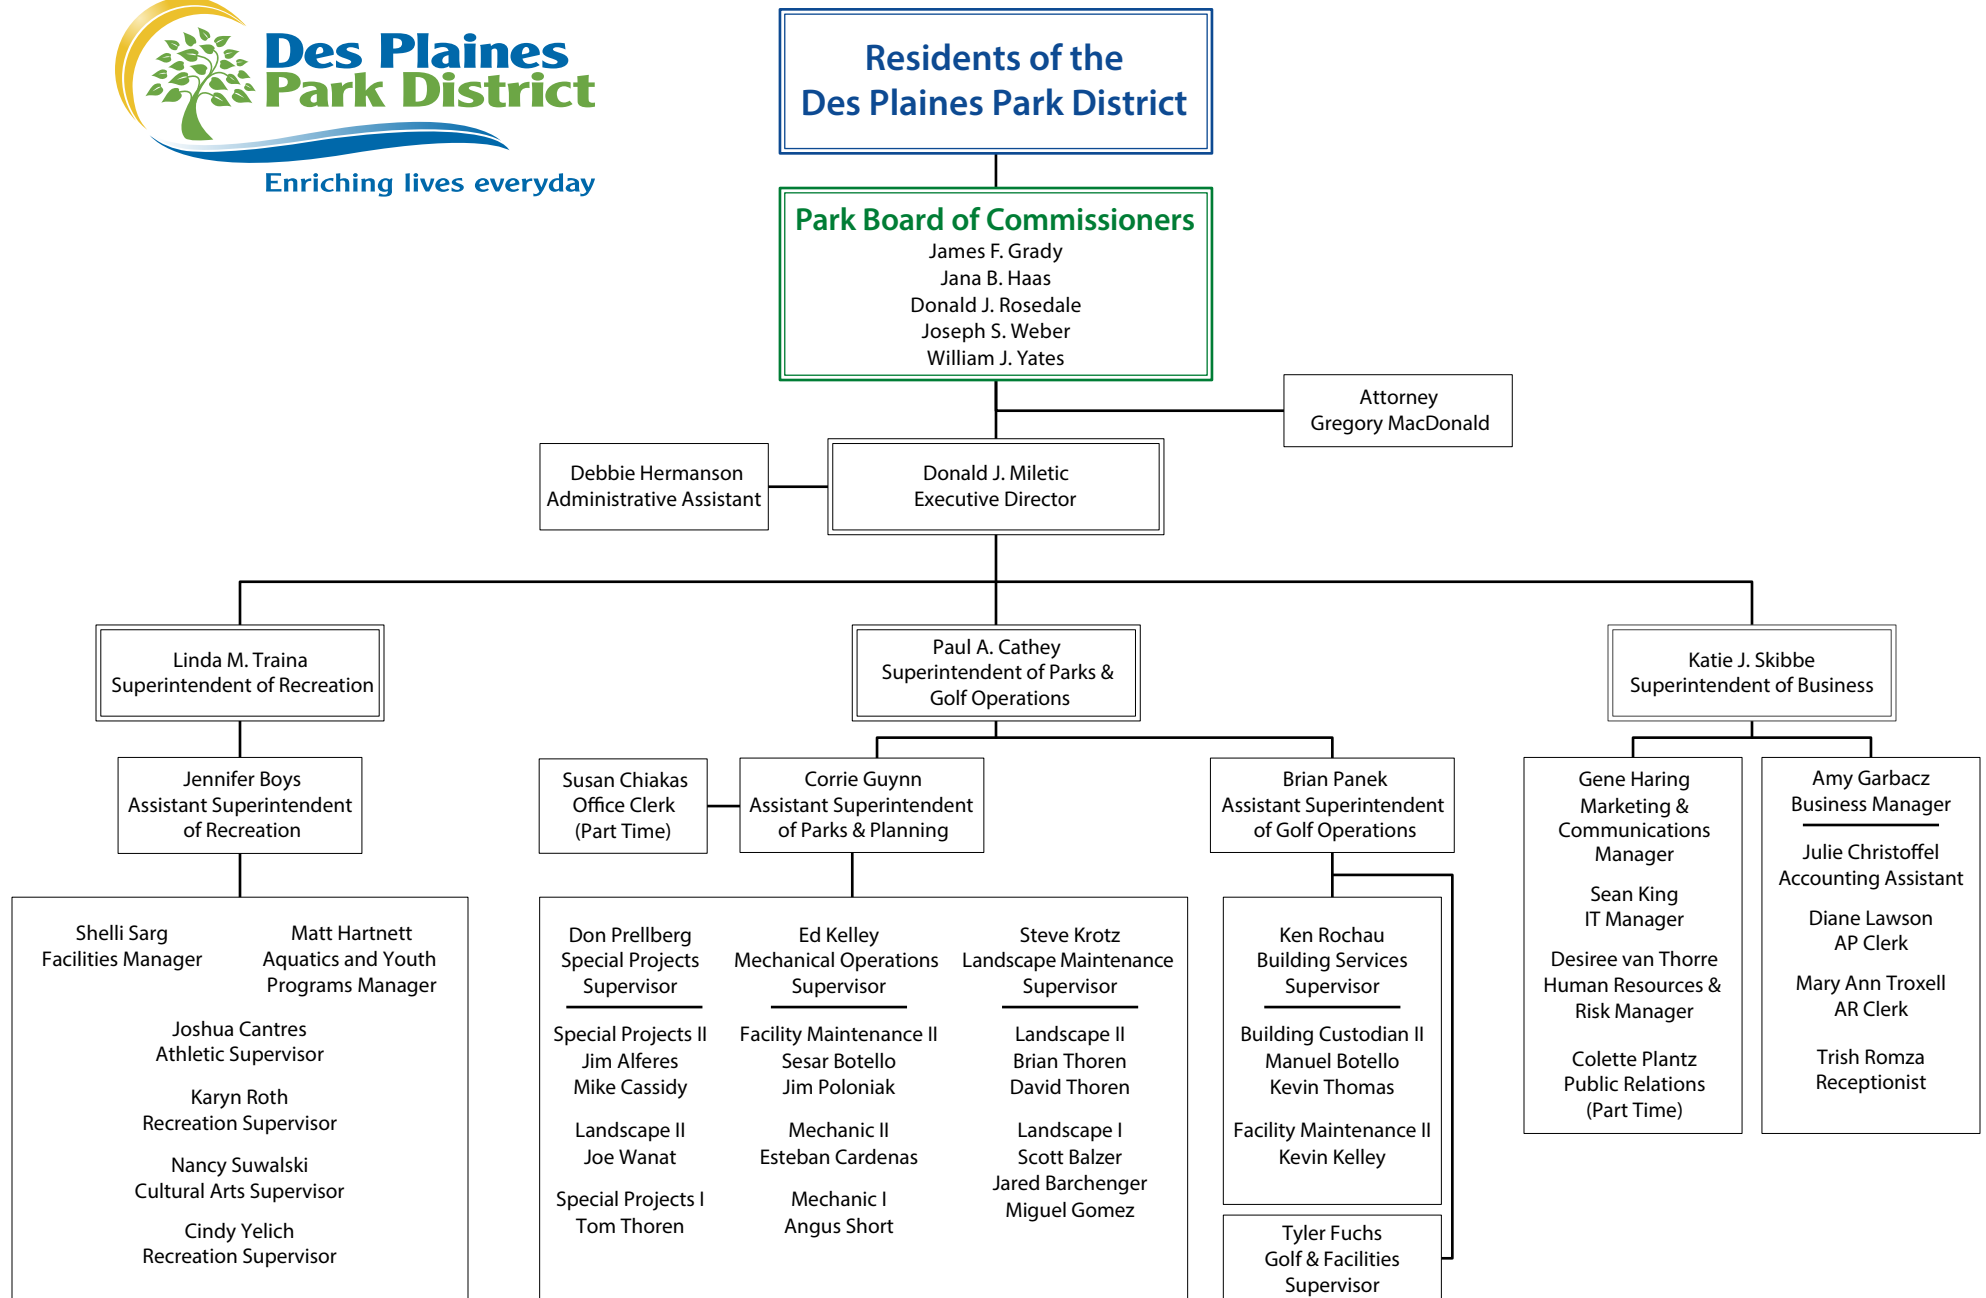 Des Plaines
Park District
Enriching lives everyday
Residents of the
Des Plaines Park District
Park Board of Commissioners
James F. Grady
Jana B. Haas
Donald J. Rosedale
Joseph S. Weber
William J. Yates
Attorney
Gregory MacDonald
Debbie Hermanson
Administrative Assistant
Donald J. Miletic
Executive Director
Linda M. Traina
Superintendent of Recreation
Paul A. Cathey
Superintendent of Parks &
Golf Operations
Katie J. Skibbe
Superintendent of Business
Jennifer Boys
Assistant Superintendent
of Recreation
Susan Chiakas
Office Clerk
(Part Time)
Corrie Guynn
Assistant Superintendent
of Parks & Planning
Brian Panek
Assistant Superintendent
of Golf Operations
Gene Haring
Marketing &
Communications
Manager
Sean King
IT Manager
Desiree van Thorre
Human Resources &
Risk Manager
Colette Plantz
Public Relations
(Part Time)
Amy Garbacz
Business Manager
Julie Christoffel
Accounting Assistant
Diane Lawson
AP Clerk
Mary Ann Troxell
AR Clerk
Trish Romza
Receptionist
Shelli Sarg
Facilities Manager
Matt Hartnett
Aquatics and Youth
Programs Manager
Joshua Cantres
Athletic Supervisor
Karyn Roth
Recreation Supervisor
Nancy Suwalski
Cultural Arts Supervisor
Cindy Yelich
Recreation Supervisor
Don Prellberg
Special Projects
Supervisor
Special Projects II
Jim Alferes
Mike Cassidy
Landscape II
Joe Wanat
Special Projects I
Tom Thoren
Ed Kelley
Mechanical Operations
Supervisor
Facility Maintenance II
Sesar Botello
Jim Poloniak
Mechanic II
Esteban Cardenas
Mechanic I
Angus Short
Steve Krotz
Landscape Maintenance
Supervisor
Landscape II
Brian Thoren
David Thoren
Landscape I
Scott Balzer
Jared Barchenger
Miguel Gomez
Ken Rochau
Building Services
Supervisor
Building Custodian II
Manuel Botello
Kevin Thomas
Facility Maintenance II
Kevin Kelley
Tyler Fuchs
Golf & Facilities
Supervisor